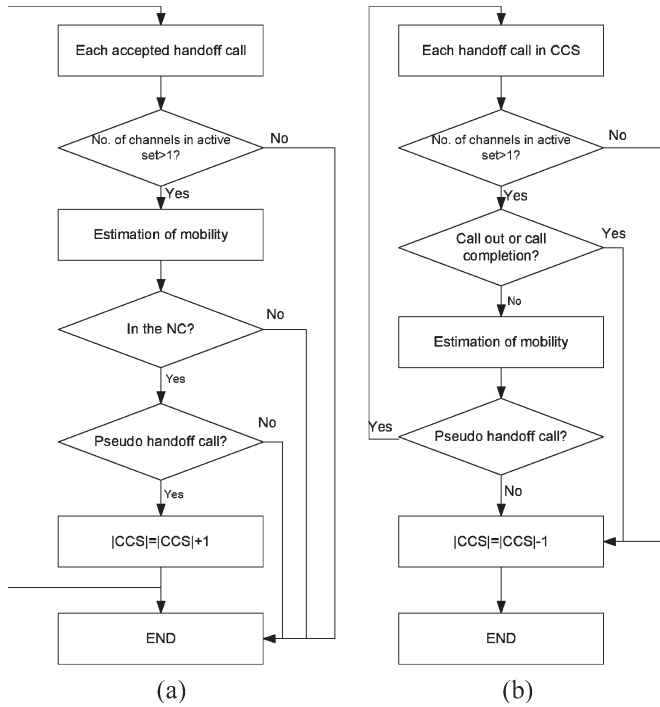 Each accepted handoff call
No. of channels in active
set>1?
No
Yes
Estimation of mobility
In the NC?
No
Yes
Pseudo handoff call?
No
Yes
|CCS|=|CCS|+1
END
(a)
Each handoff call in CCS
No. of channels in active
set>1?
No
Yes
Call out or call
completion?
Yes
No
Estimation of mobility
Pseudo handoff call?
Yes
No
|CCS|=|CCS|-1
END
(b)